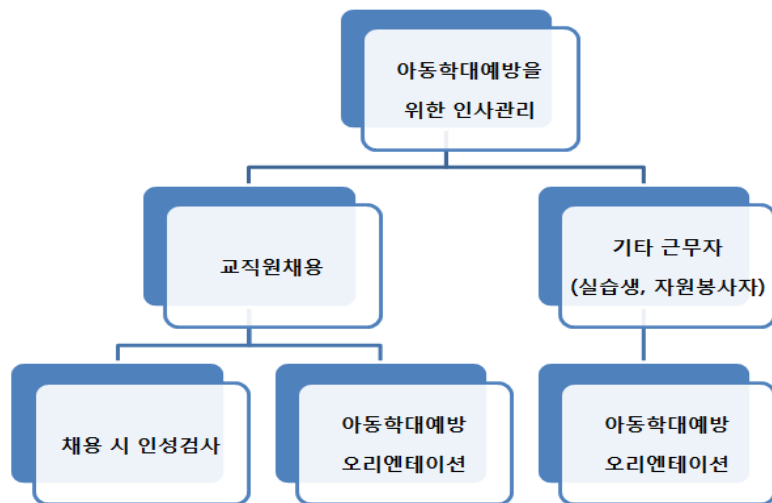 아동학대예방을
위한 인사관리
교직원채용
기타 근무자
(실습생, 자원봉사자)
채용 시 인성검사
아동학대예방
오리엔테이션
아동학대예방
오리엔테이션